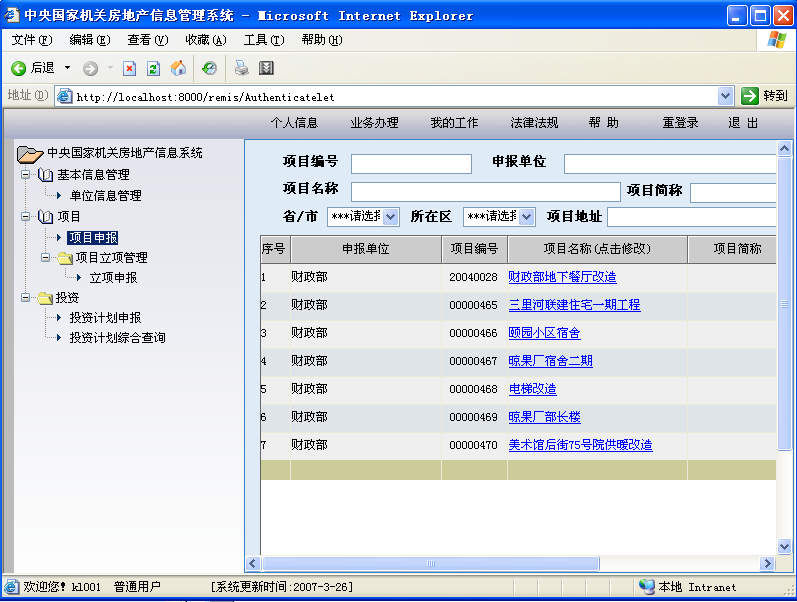 中央国家机关房地产信息管理系统 - Microsoft Internet Explorer
文件(F) 编辑(E) 查看(V) 收藏(A) 工具(T) 帮助(H)
后退
地址(D) http://localhost:8000/remis/Authenticatelet 转到
个人信息 业务办理 我的工作 法律法规 帮 助 重登录 退 出
中央国家机关房地产信息系统
基本信息管理
单位信息管理
项目
项目申报
项目立项管理
立项申报
投资
投资计划申报
投资计划综合查询
项目编号 申报单位
项目名称 项目简称
省/市 ***请选择 所在区 ***请选择 项目地址
序号 申报单位 项目编号 项目名称(点击修改) 项目简称
1 财政部 20040028 财政部地下餐厅改造
2 财政部 00000465 三里河联建住宅一期工程
3 财政部 00000466 颐园小区宿舍
4 财政部 00000467 晾果厂宿舍二期
5 财政部 00000468 电梯改造
6 财政部 00000469 晾果厂部长楼
7 财政部 00000470 美术馆后街75号院供暖改造
欢迎您! kl001 普通用户 [系统更新时间:2007-3-26] 本地 Intranet